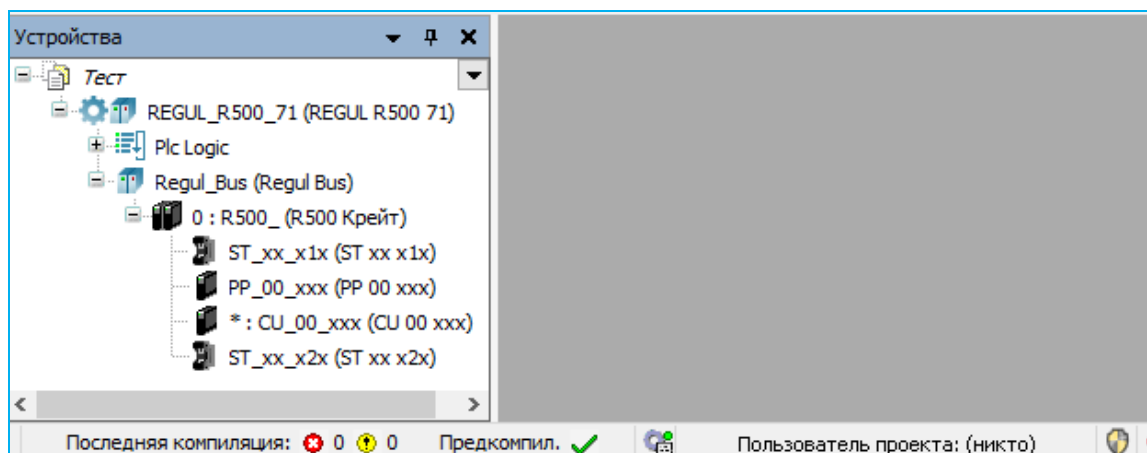 Устройства
Тест
REGUL_R500_71 (REGUL R500 71)
Plc Logic
Regul_Bus (Regul Bus)
0 : R500_ (R500 Крейт)
ST_xx_x1x (ST xx x1x)
PP_00_xxx (PP 00 xxx)
* : CU_00_xxx (CU 00 xxx)
ST_xx_x2x (ST xx x2x)
Последняя компиляция: 0 0 Предкомпил. Пользователь проекта: (никто)